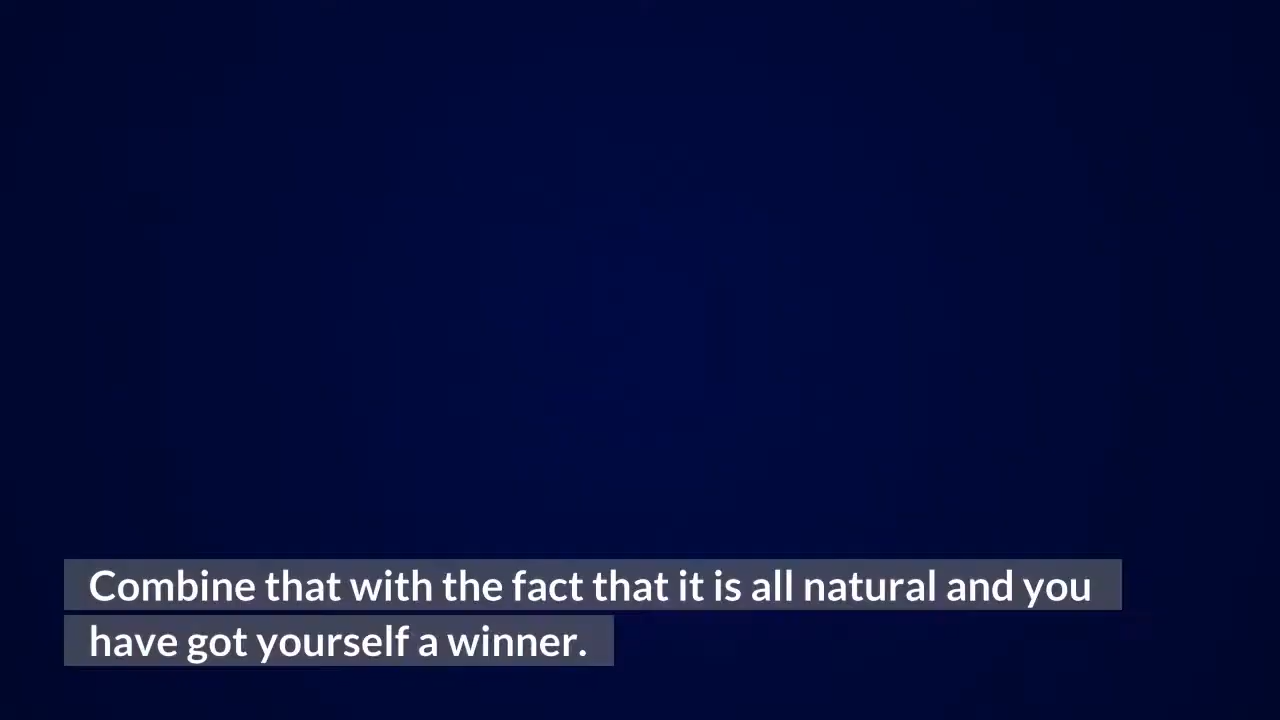 Combine that with the fact that it is all natural and you
have got yourself a winner.